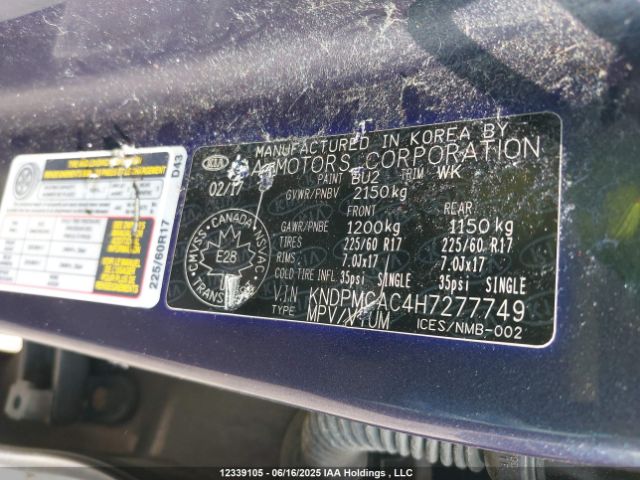 MANUFACTURED IN KOREA BY
KIA MOTORS CORPORATION
02/17
PAINT BU2 TRIM WK
GVWR/PNBV 2150kg
FRONT REAR
GAWR/PNBE 1200kg 1150kg
TIRES 225/60 R17 225/60 R17
RIMS. 7.0Jx17 7.0Jx17
COLD TIRE INFL 35psi SINGLE 35psi SINGLE
V.I.N KNDPMCAC4H7277749
TYPE MPV/VTUM ICES/NMB-002
CANADA
CMVSS NSVAC
E28
TRANSPORT
D43
225/60R17
12339105 - 06/16/2025 IAA Holdings , LLC